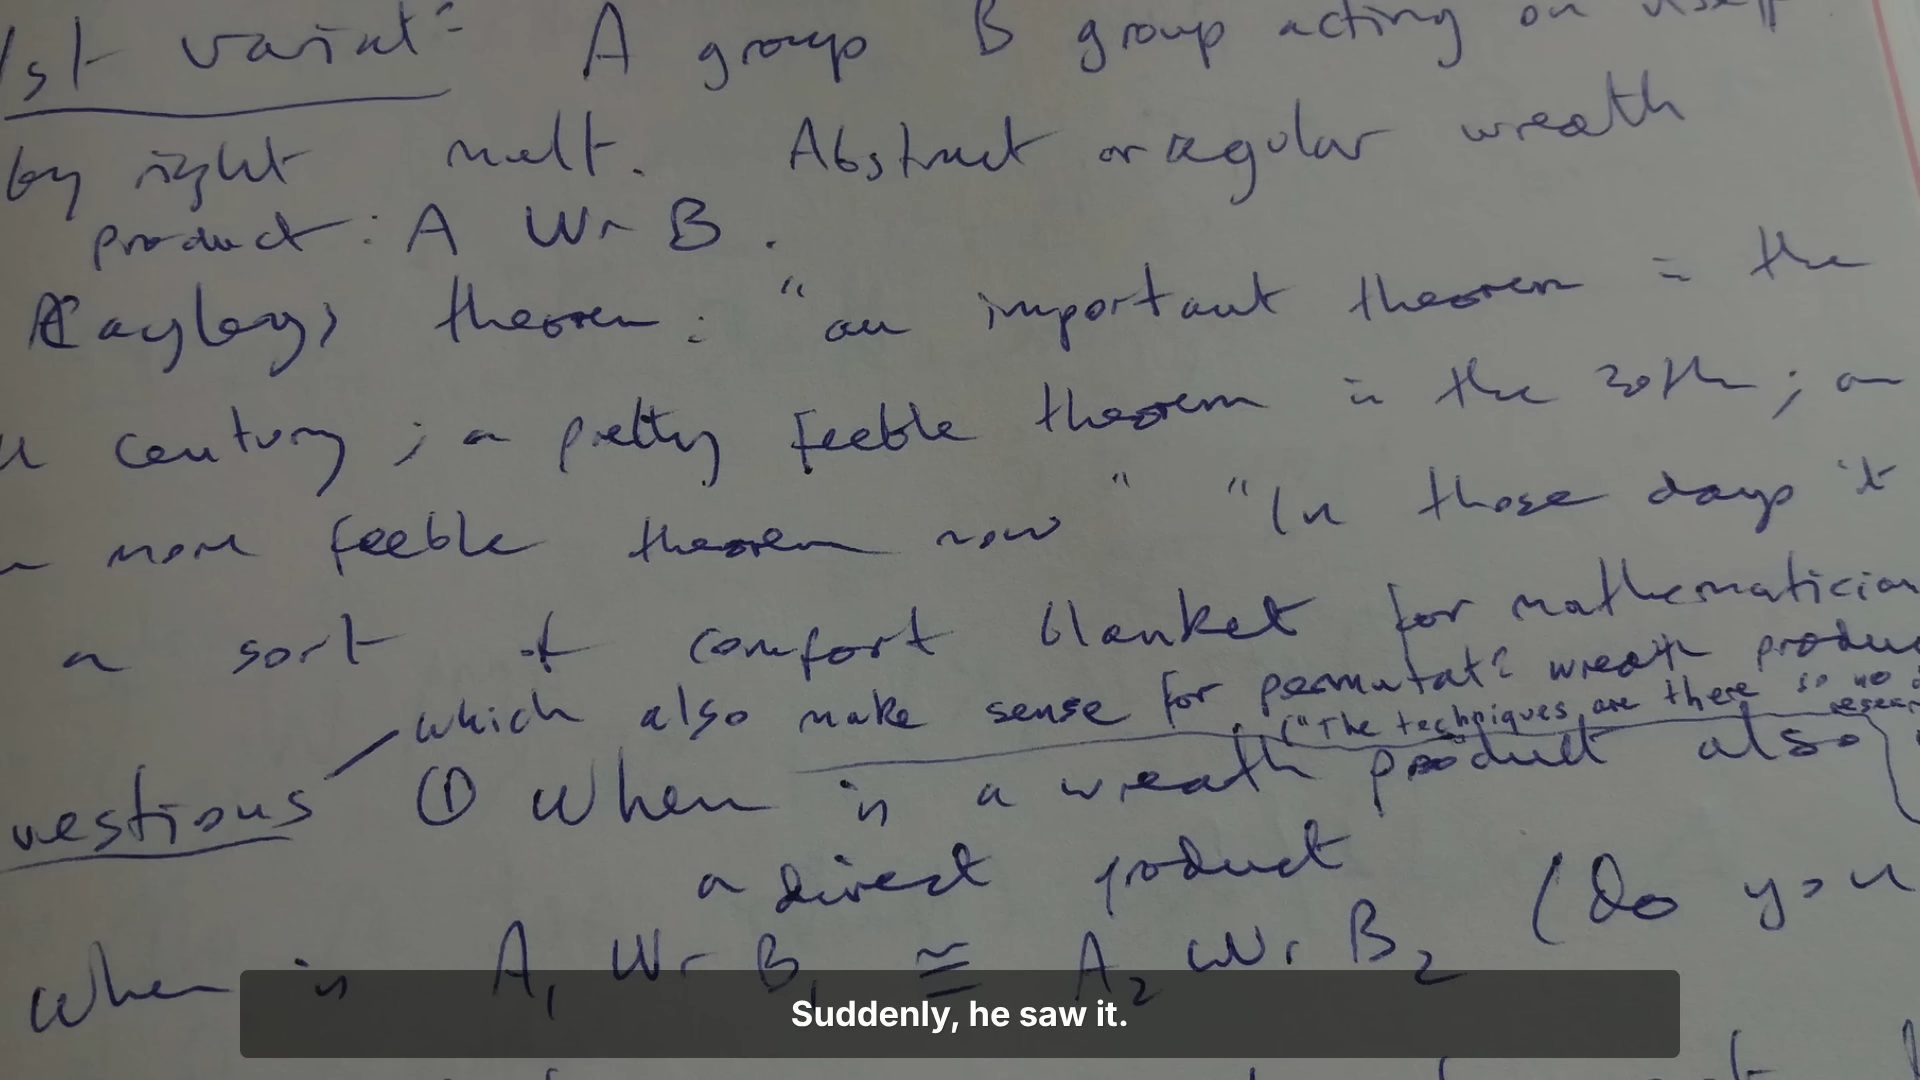 1st variat= A group B group acting on itself
by right mult. Abstract or regular wreath
product: A Wr B.
Cayley's theorem: "an important theorem in the
century; a pretty feeble theorem in the 20th; an
more feeble theorem now" "In those days it
a sort of comfort blanket for mathematician
which also make sense for permutat= wreath produc
("The techniques are there so no
resear
uestions ① When is a wreath product also
a direct product
When is A₁ Wr B₁ ≅ A₂ Wr B₂ (Do you
Suddenly, he saw it.